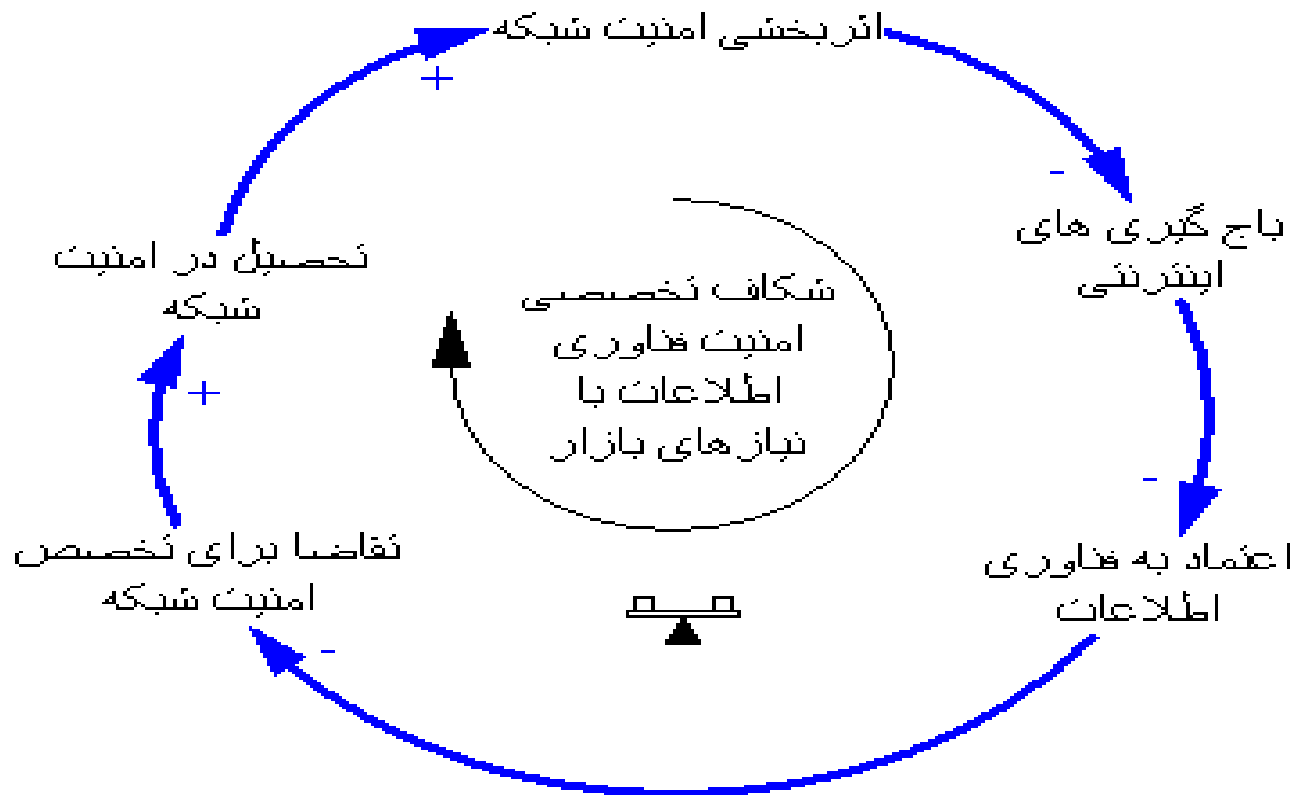 اثربخشی امنیت شبکه
+
-
باج گیری های
اینترنتی
-
اعتماد به فناوری
اطلاعات
-
تقاضا برای تخصص
امنیت شبکه
+
تحصیل در امنیت
شبکه
شکاف تخصصی
امنیت فناوری
اطلاعات با
نیازهای بازار